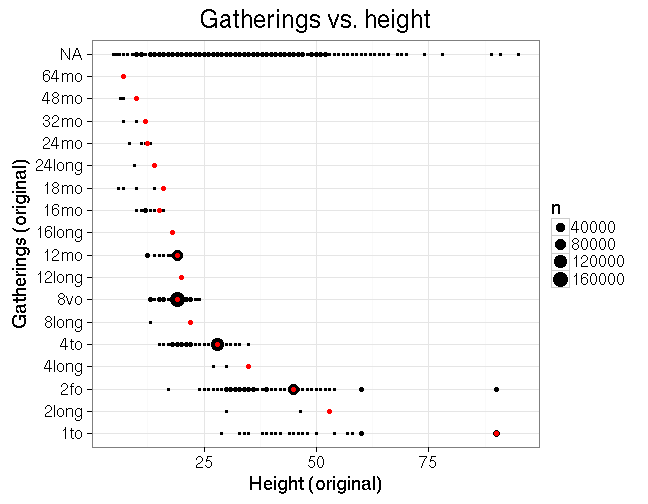 Gatherings vs. height
Gatherings (original)
NA
64mo
48mo
32mo
24mo
24long
18mo
16mo
16long
12mo
12long
8vo
8long
4to
4long
2fo
2long
1to
25 50 75
Height (original)
n
40000
80000
120000
160000